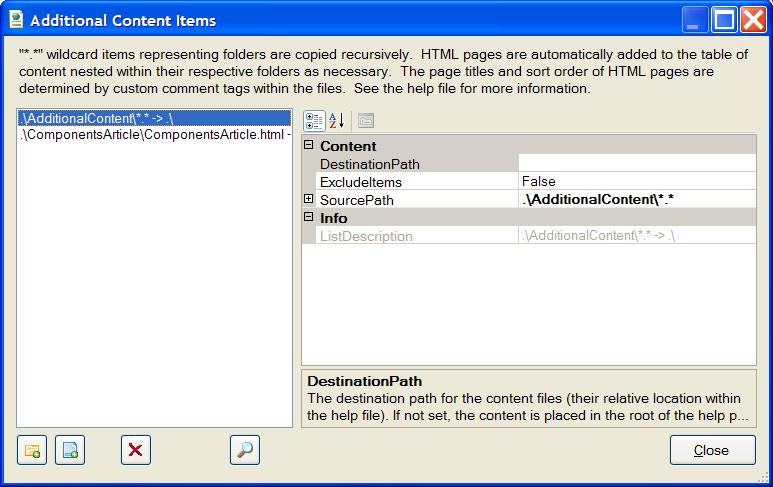 Additional Content Items
"*.*" wildcard items representing folders are copied recursively.  HTML pages are automatically added to the table of
content nested within their respective folders as necessary.  The page titles and sort order of HTML pages are
determined by custom comment tags within the files.  See the help file for more information.
.\AdditionalContent\*.* -> .\
.\ComponentsArticle\ComponentsArticle.html -
Content
DestinationPath
ExcludeItems False
SourcePath .\AdditionalContent\*.*
Info
ListDescription .\AdditionalContent\*.* -> .\
DestinationPath
The destination path for the content files (their relative location within
the help file). If not set, the content is placed in the root of the help p...
Close